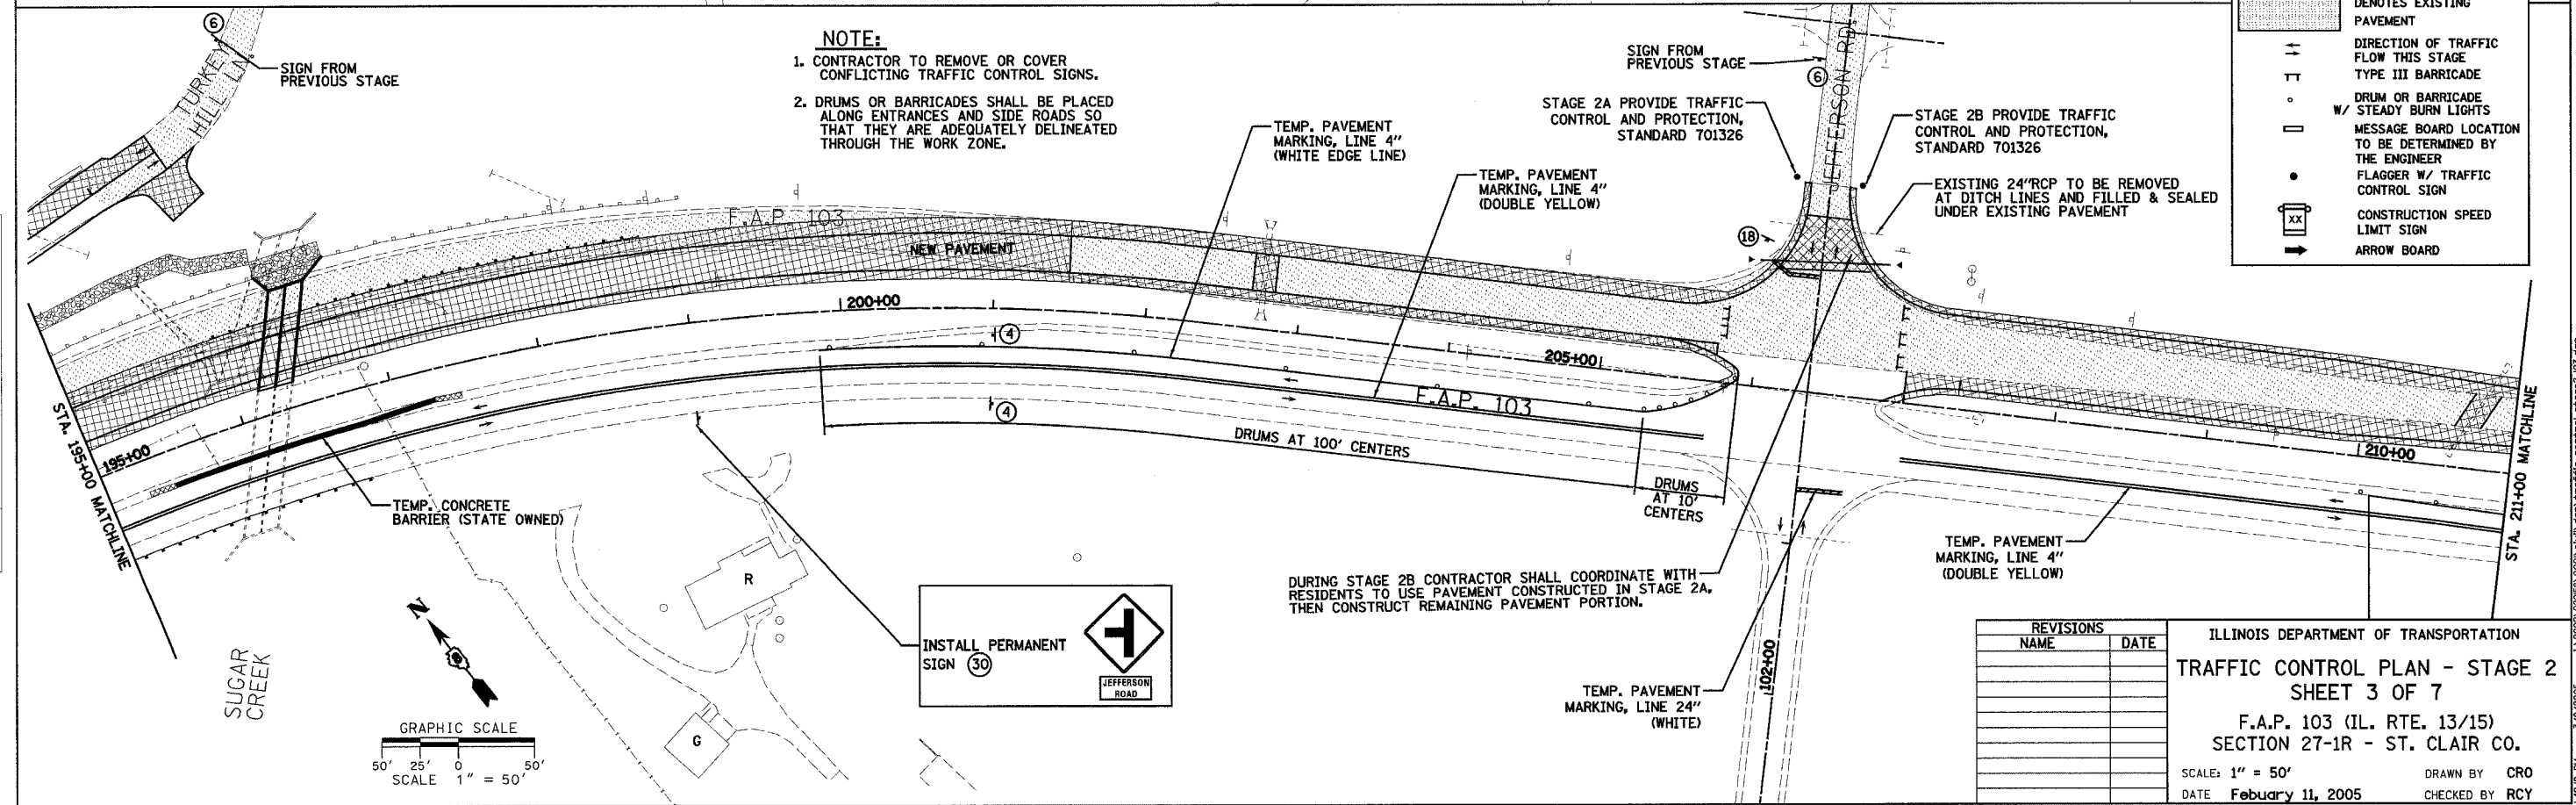 6
SIGN FROM
PREVIOUS STAGE
TURKEY
HILL LN.
NOTE:
1. CONTRACTOR TO REMOVE OR COVER
CONFLICTING TRAFFIC CONTROL SIGNS.
2. DRUMS OR BARRICADES SHALL BE PLACED
ALONG ENTRANCES AND SIDE ROADS SO
THAT THEY ARE ADEQUATELY DELINEATED
THROUGH THE WORK ZONE.
TEMP. PAVEMENT
MARKING, LINE 4"
(WHITE EDGE LINE)
TEMP. PAVEMENT
MARKING, LINE 4"
(DOUBLE YELLOW)
SIGN FROM
PREVIOUS STAGE
6
JEFFERSON RD.
STAGE 2A PROVIDE TRAFFIC
CONTROL AND PROTECTION,
STANDARD 701326
STAGE 2B PROVIDE TRAFFIC
CONTROL AND PROTECTION,
STANDARD 701326
EXISTING 24"RCP TO BE REMOVED
AT DITCH LINES AND FILLED & SEALED
UNDER EXISTING PAVEMENT
18
DENOTES EXISTING
PAVEMENT
DIRECTION OF TRAFFIC
FLOW THIS STAGE
TYPE III BARRICADE
DRUM OR BARRICADE
W/ STEADY BURN LIGHTS
MESSAGE BOARD LOCATION
TO BE DETERMINED BY
THE ENGINEER
FLAGGER W/ TRAFFIC
CONTROL SIGN
XX
CONSTRUCTION SPEED
LIMIT SIGN
ARROW BOARD
F.A.P. 103
NEW PAVEMENT
200+00
4
205+00
F.A.P. 103
4
DRUMS AT 100' CENTERS
DRUMS
AT 10'
CENTERS
210+00
STA. 211+00 MATCHLINE
STA. 195+00 MATCHLINE
195+00
TEMP. CONCRETE
BARRIER (STATE OWNED)
R
G
N
SUGAR
CREEK
GRAPHIC SCALE
50' 25' 0 50'
SCALE 1" = 50'
INSTALL PERMANENT
SIGN 30
JEFFERSON
ROAD
DURING STAGE 2B CONTRACTOR SHALL COORDINATE WITH
RESIDENTS TO USE PAVEMENT CONSTRUCTED IN STAGE 2A,
THEN CONSTRUCT REMAINING PAVEMENT PORTION.
TEMP. PAVEMENT
MARKING, LINE 24"
(WHITE)
102+00
TEMP. PAVEMENT
MARKING, LINE 4"
(DOUBLE YELLOW)
REVISIONS
NAME DATE
ILLINOIS DEPARTMENT OF TRANSPORTATION
TRAFFIC CONTROL PLAN - STAGE 2
SHEET 3 OF 7
F.A.P. 103 (IL. RTE. 13/15)
SECTION 27-1R - ST. CLAIR CO.
SCALE: 1" = 50'
DRAWN BY CRO
DATE Febuary 11, 2005
CHECKED BY RCY